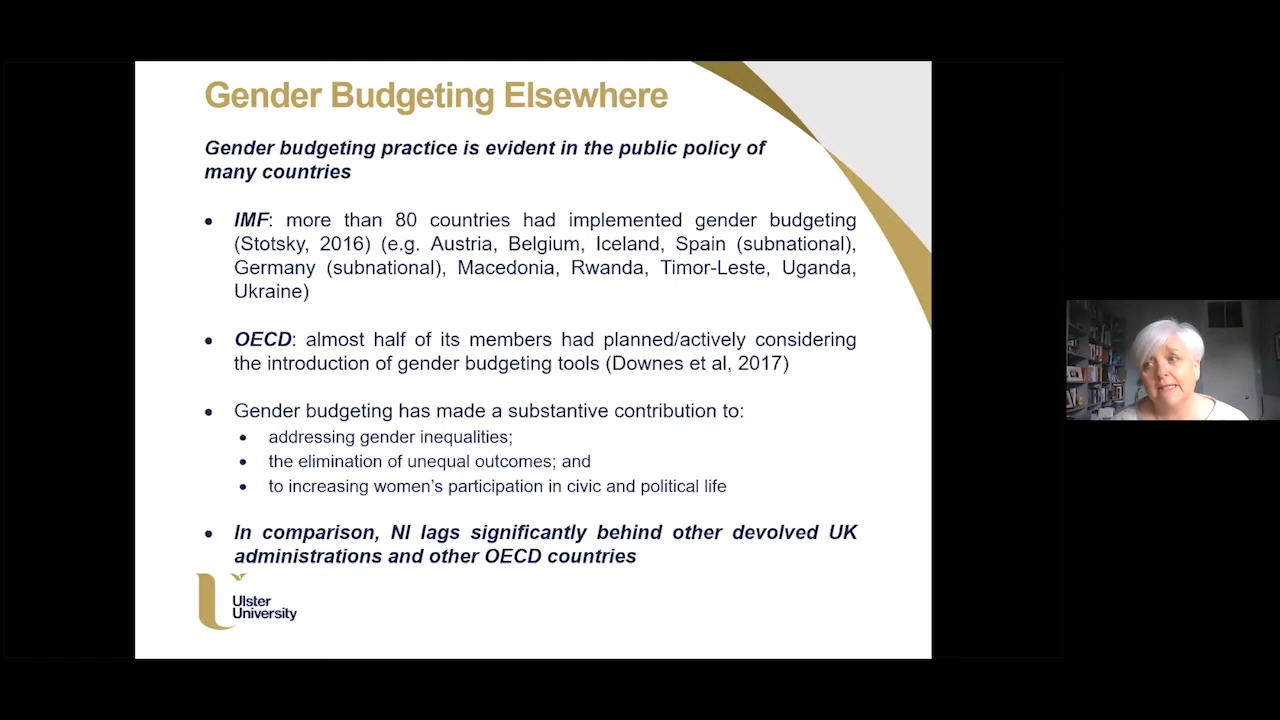 Gender Budgeting Elsewhere
Gender budgeting practice is evident in the public policy of
many countries
• IMF: more than 80 countries had implemented gender budgeting
(Stotsky, 2016) (e.g. Austria, Belgium, Iceland, Spain (subnational),
Germany (subnational), Macedonia, Rwanda, Timor-Leste, Uganda,
Ukraine)
• OECD: almost half of its members had planned/actively considering
the introduction of gender budgeting tools (Downes et al, 2017)
• Gender budgeting has made a substantive contribution to:
• addressing gender inequalities;
• the elimination of unequal outcomes; and
• to increasing women's participation in civic and political life
• In comparison, NI lags significantly behind other devolved UK
administrations and other OECD countries
Ulster
University